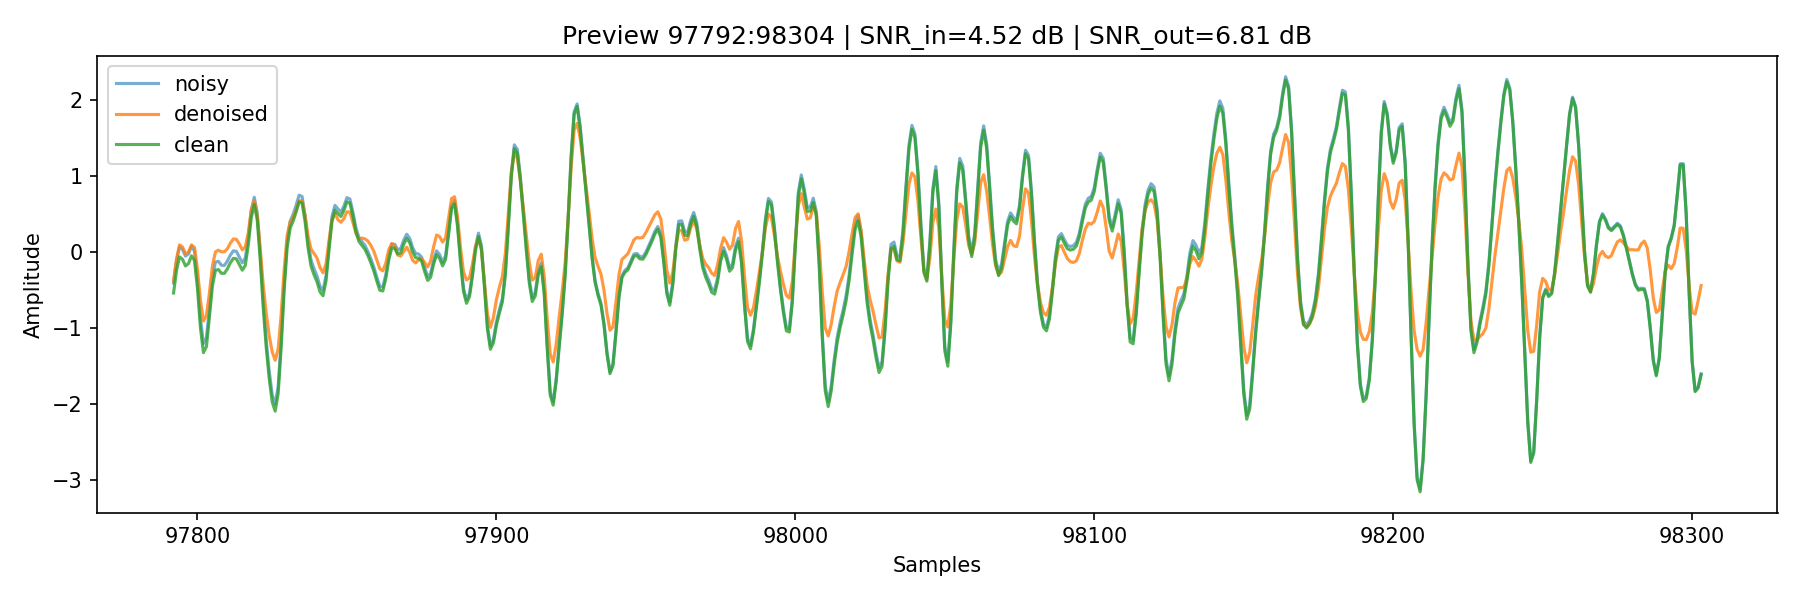 Preview 97792:98304 | SNR_in=4.52 dB | SNR_out=6.81 dB
noisy
denoised
clean
Amplitude
2
1
0
−1
−2
−3
97800 97900 98000 98100 98200 98300
Samples